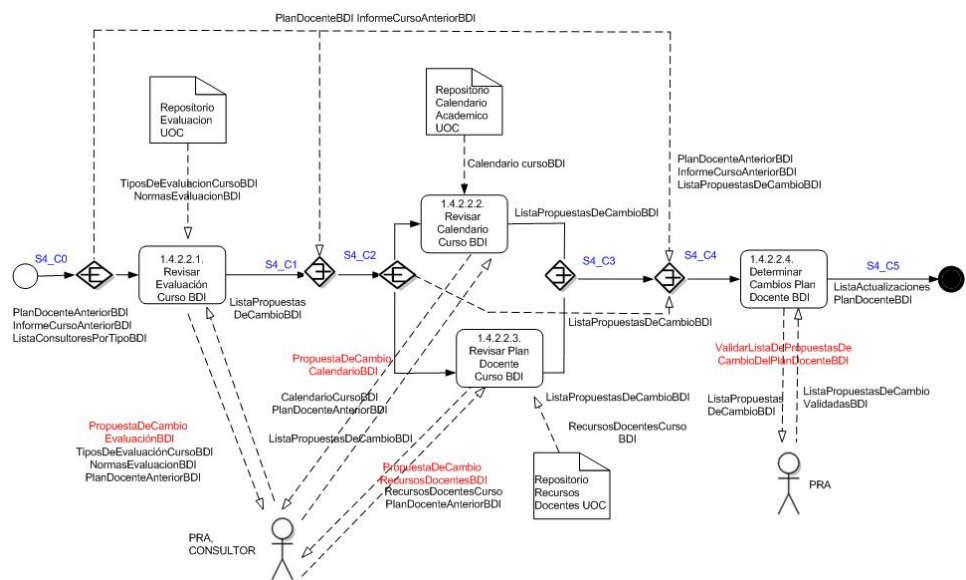 PlanDocenteBDI InformeCursoAnteriorBDI
Repositorio
Evaluacion
UOC
Repositorio
Calendario
Academico
UOC
TiposDeEvaluacionCursoBDI
NormasEvaluacionBDI
Calendario cursoBDI
PlanDocenteAnteriorBDI
InformeCursoAnteriorBDI
ListaPropuestasDeCambioBDI
S4_C0
1.4.2.2.1.
Revisar
Evaluación
Curso BDI
S4_C1
S4_C2
1.4.2.2.2.
Revisar
Calendario
Curso BDI
ListaPropuestasDeCambioBDI
S4_C3
S4_C4
1.4.2.2.4.
Determinar
Cambios Plan
Docente BDI
S4_C5
ListaActualizaciones
PlanDocenteBDI
PlanDocenteAnteriorBDI
InformeCursoAnteriorBDI
ListaConsultoresPorTipoBDI
ListaPropuestas
DeCambioBDI
ListaPropuestasDeCambioBDI
1.4.2.2.3.
Revisar Plan
Docente
Curso BDI
PropuestaDeCambio
CalendarioBDI
CalendarioCursoBDI
PlanDocenteAnteriorBDI
ListaPropuestasDeCambioBDI
ValidarListaDePropuestasDe
CambioDelPlanDocenteBDI
ListaPropuestas
DeCambioBDI
ListaPropuestasDeCambio
ValidadasBDI
ListaPropuestasDeCambioBDI
RecursosDocentesCurso
BDI
PropuestaDeCambio
EvaluaciónBDI
TiposDeEvaluaciónCursoBDI
NormasEvaluacionBDI
PlanDocenteAnteriorBDI
PropuestaDeCambio
RecursosDocentesBDI
RecursosDocentesCurso
PlanDocenteAnteriorBDI
Repositorio
Recursos
Docentes UOC
PRA
PRA,
CONSULTOR